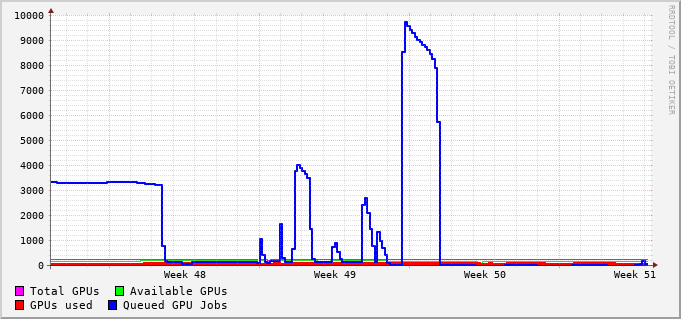 10000
9000
8000
7000
6000
5000
4000
3000
2000
1000
0
Week 48 Week 49 Week 50 Week 51
Total GPUs Available GPUs
GPUs used Queued GPU Jobs
RRDTOOL / TOBI OETIKER